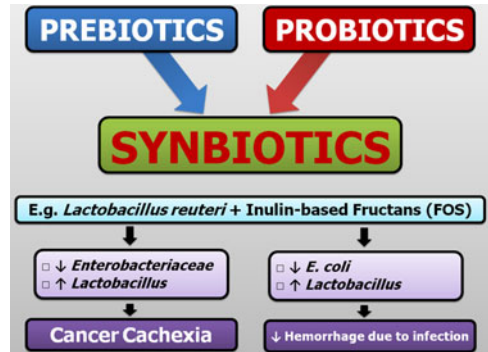 PREBIOTICS
PROBIOTICS
SYNBIOTICS
E.g. Lactobacillus reuteri + Inulin-based Fructans (FOS)
□ ↓ Enterobacteriaceae
□ ↑ Lactobacillus
□ ↓ E. coli
□ ↑ Lactobacillus
Cancer Cachexia
↓ Hemorrhage due to infection